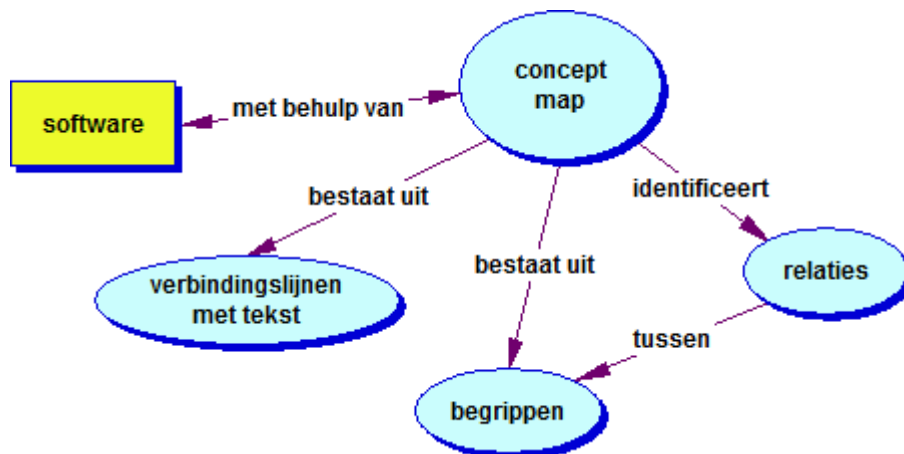 concept
map
met behulp van
software
identificeert
bestaat uit
bestaat uit
relaties
verbindingslijnen
met tekst
tussen
begrippen